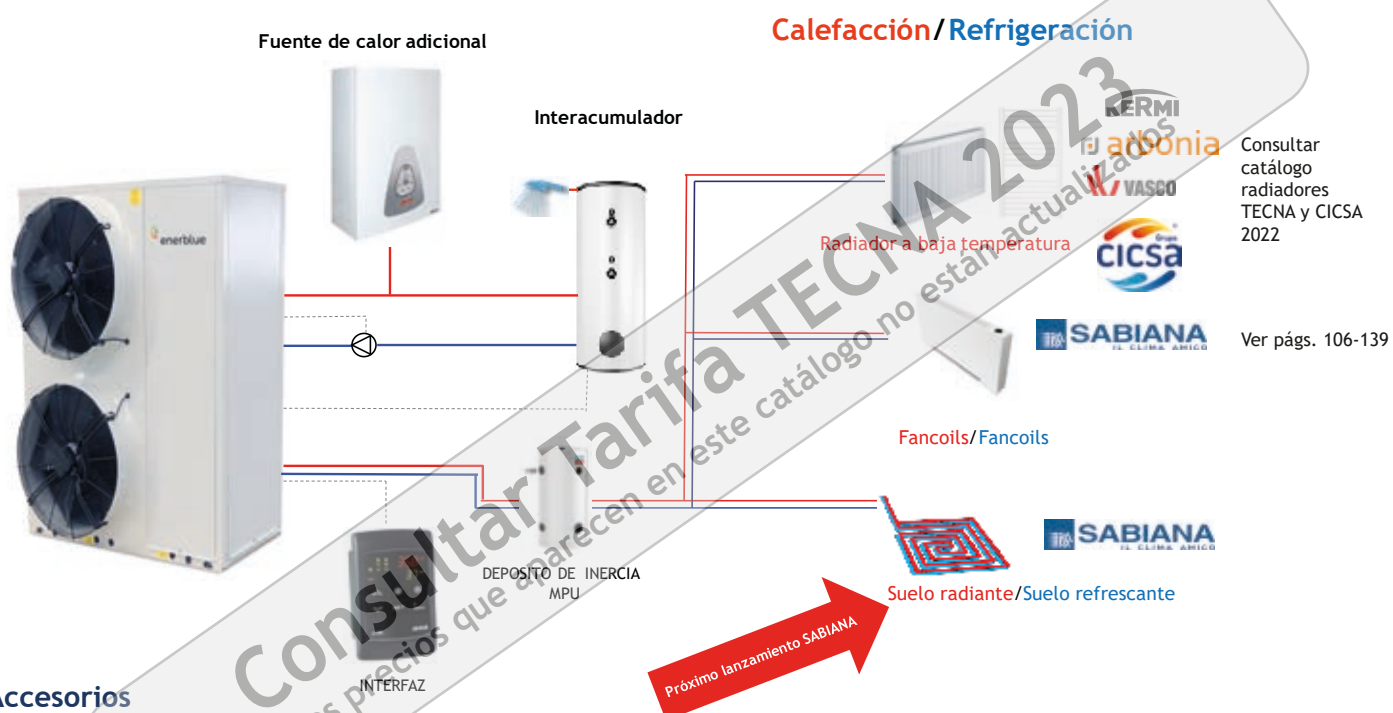 Calefacción/Refrigeración
Fuente de calor adicional
Interacumulador
enerblue
KERMI
arbonia
VASCO
Grupo
cicsa
Consultar
catálogo
radiadores
TECNA y CICSA
2022
Radiador a baja temperatura
SABIANA
IL CLIMA AMICO
Ver págs. 106-139
Fancoils/Fancoils
SABIANA
IL CLIMA AMICO
Suelo radiante/Suelo refrescante
DEPOSITO DE INERCIA
MPU
INTERFAZ
Próximo lanzamiento SABIANA
Accesorios
Consultar Tarifa TECNA 2023
precios que aparecen en este catálogo no están actualizados